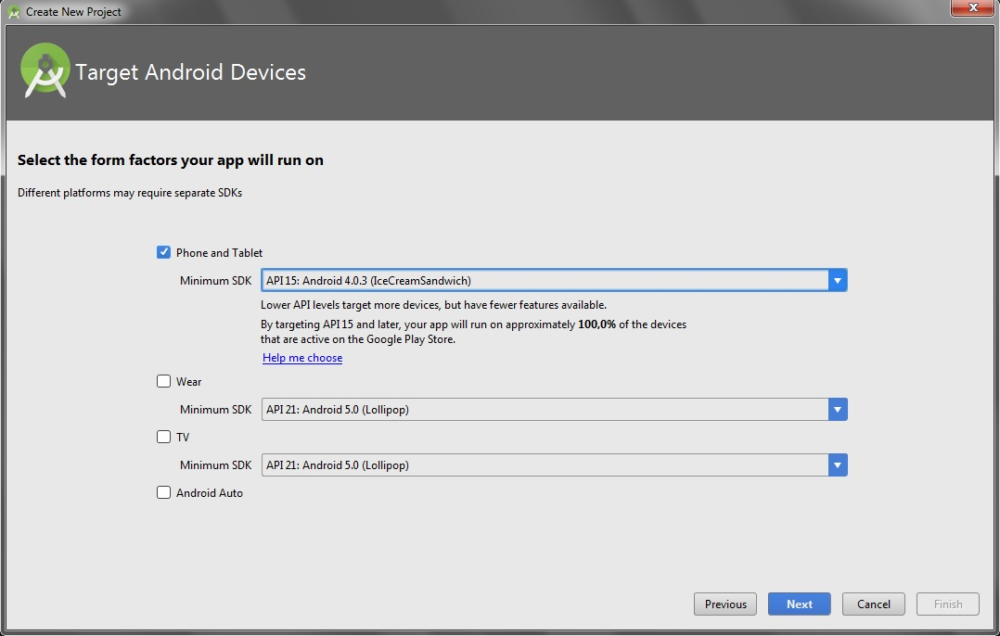 Create New Project
Target Android Devices
Select the form factors your app will run on
Different platforms may require separate SDKs
Phone and Tablet
Minimum SDK API 15: Android 4.0.3 (IceCreamSandwich)
Lower API levels target more devices, but have fewer features available.
By targeting API 15 and later, your app will run on approximately 100,0% of the devices
that are active on the Google Play Store.
Help me choose
Wear
Minimum SDK API 21: Android 5.0 (Lollipop)
TV
Minimum SDK API 21: Android 5.0 (Lollipop)
Android Auto
Previous Next Cancel Finish